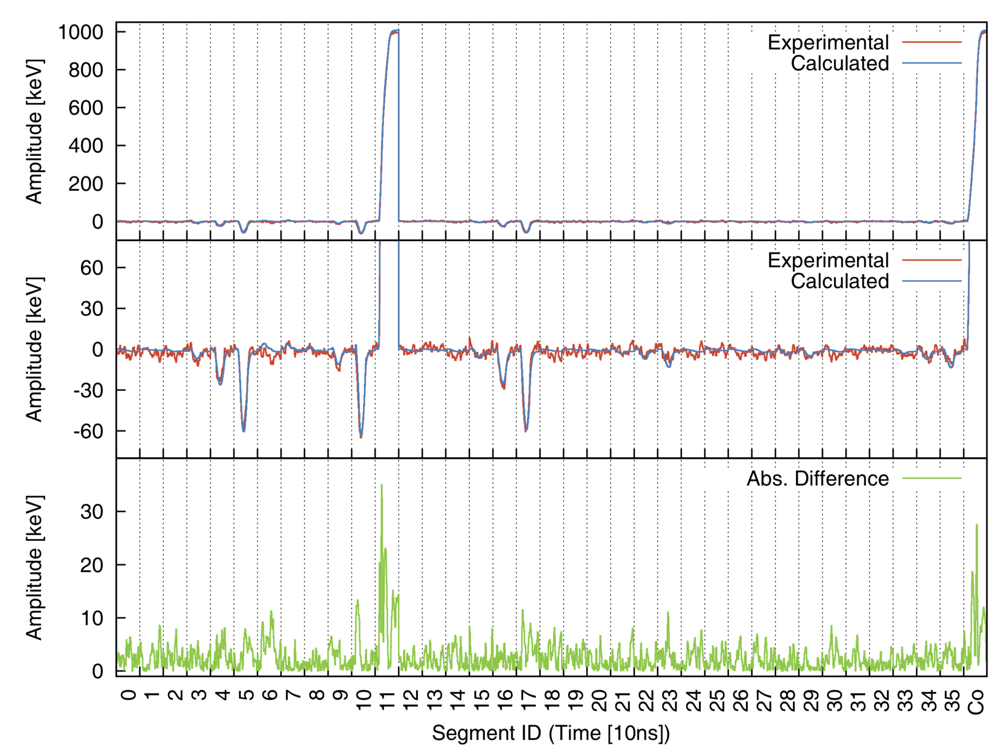 1000
800
600
400
200
0
Amplitude [keV]
Experimental
Calculated
60
30
0
-30
-60
Amplitude [keV]
Experimental
Calculated
30
20
10
0
Amplitude [keV]
Abs. Difference
0 1 2 3 4 5 6 7 8 9 10 11 12 13 14 15 16 17 18 19 20 21 22 23 24 25 26 27 28 29 30 31 32 33 34 35 Co
Segment ID (Time [10ns])